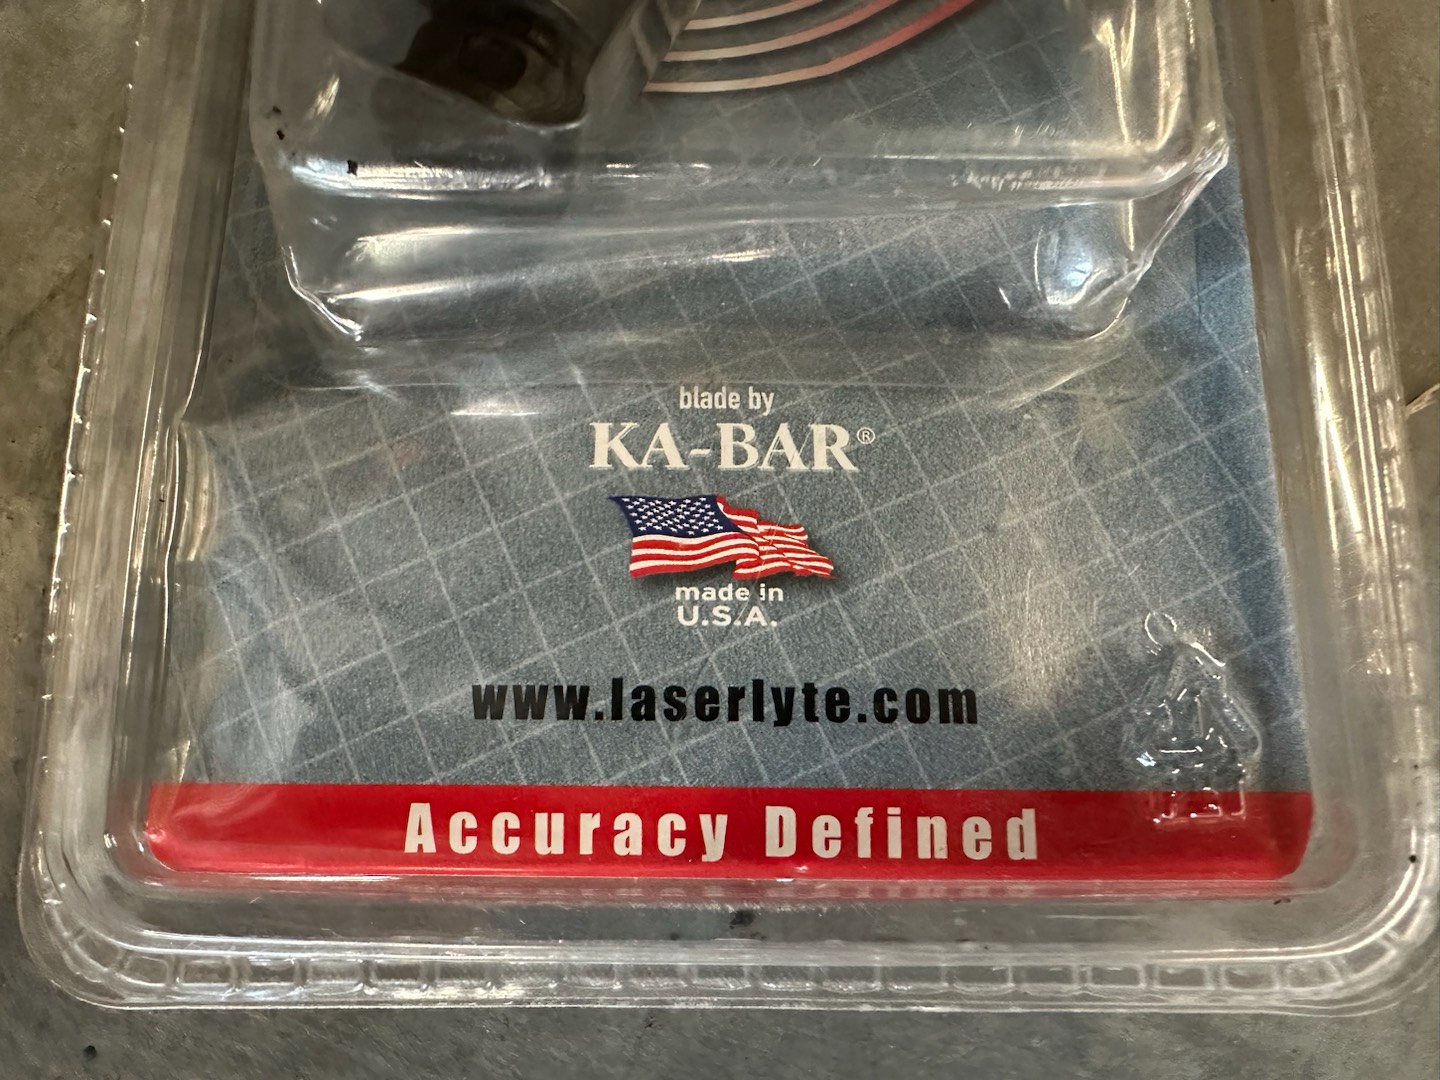 blade by
KA-BAR®
made in
U.S.A.
www.laserlyte.com
Accuracy Defined